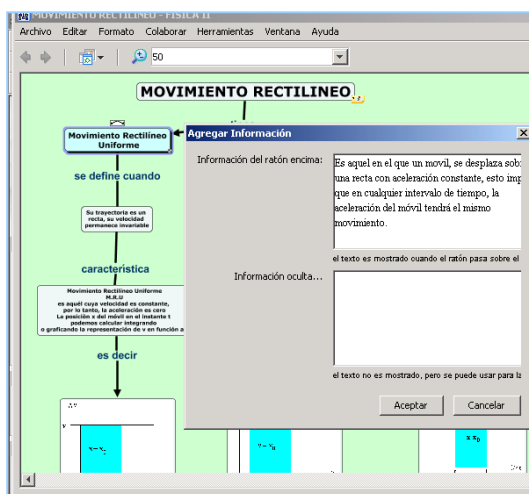 MOVIMIENTO RECTILINEO - FISICA II
Archivo Editar Formato Colaborar Herramientas Ventana Ayuda
50
MOVIMIENTO RECTILINEO
Movimiento Rectilíneo
Uniforme
se define cuando
Su trayectoria es un
recta, su velocidad
permaneca invariable
característica
Movimiento Rectilíneo Uniforme
M.R.U
es aquél cuya velocidad es constante,
por lo tanto, la aceleración es cero
La posición x del móvil en el instante t
podemos calcular integrando
o graficando la representación de v en función a
es decir
v
Agregar Información
Información del ratón encima:
Es aquel en el que un movil, se desplaza
una recta con aceleración constante, esto
que en cualquier intervalo de tiempo, la
aceleración del móvil tendrá el mismo
movimiento.
el texto es mostrado cuando el ratón pasa sobre el
Información oculta...
el texto no es mostrado, pero se puede usar para la
Aceptar Cancelar